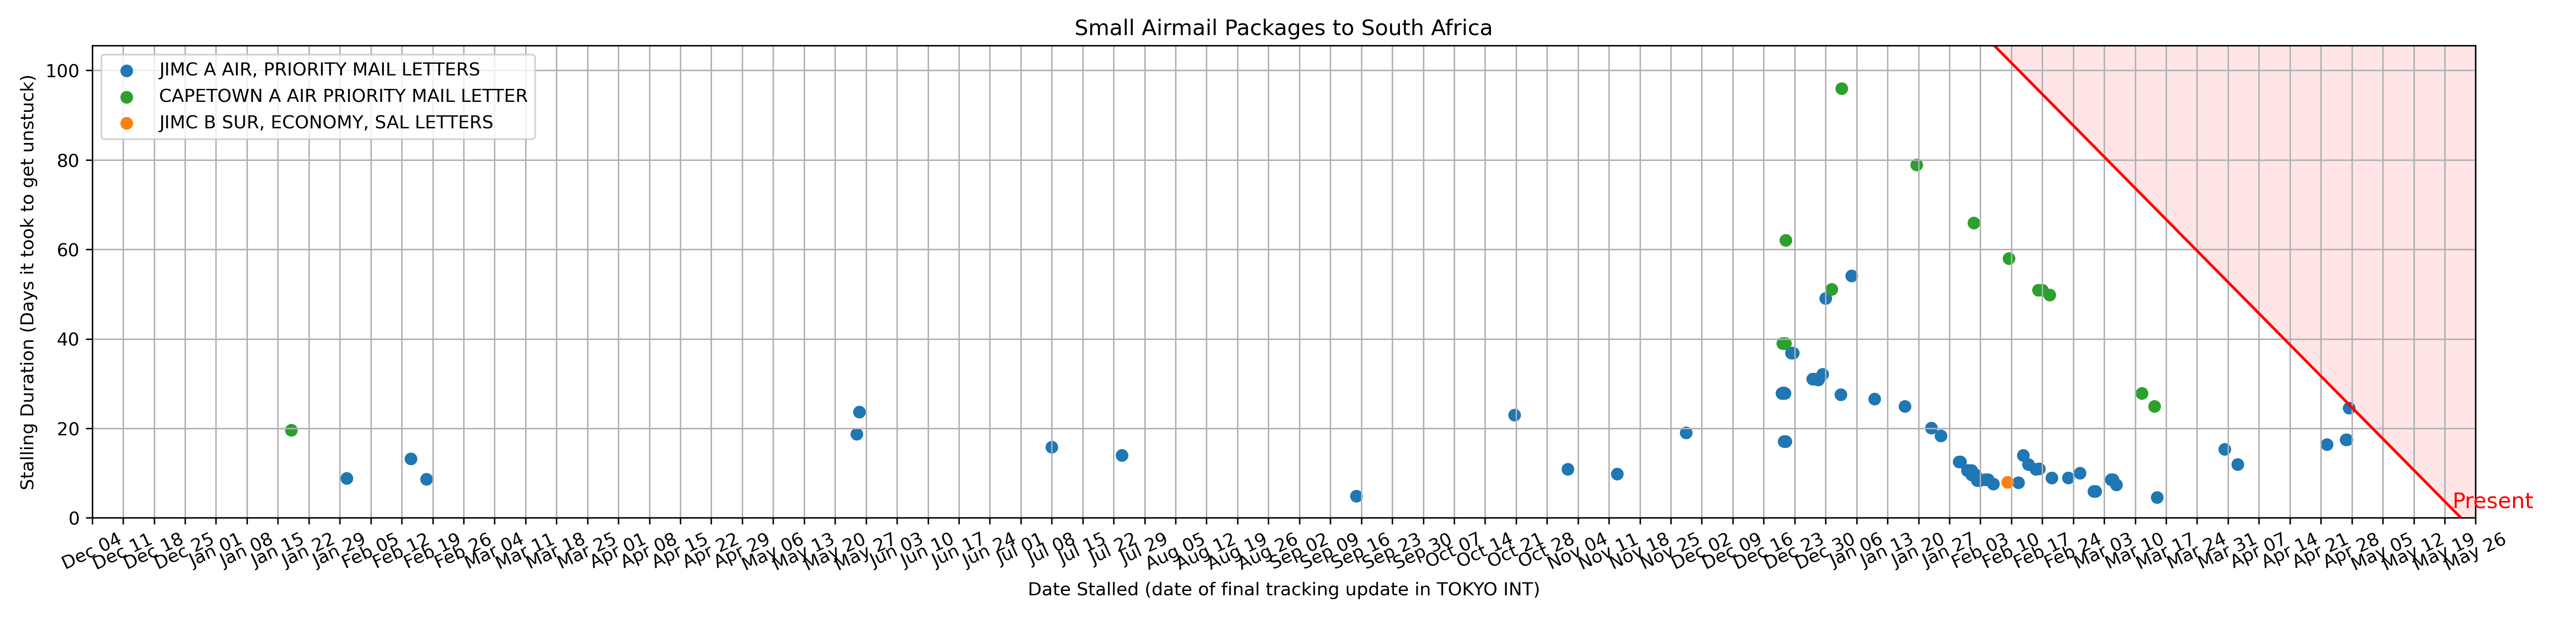 Small Airmail Packages to South Africa
JIMC A AIR, PRIORITY MAIL LETTERS
CAPETOWN A AIR PRIORITY MAIL LETTER
JIMC B SUR, ECONOMY, SAL LETTERS
Stalling Duration (Days it took to get unstuck)
100
80
60
40
20
0
Present
Dec 04 Dec 11 Dec 18 Dec 25 Jan 01 Jan 08 Jan 15 Jan 22 Jan 29 Feb 05 Feb 12 Feb 19 Feb 26 Mar 04 Mar 11 Mar 18 Mar 25 Apr 01 Apr 08 Apr 15 Apr 22 Apr 29 May 06 May 13 May 20 May 27 Jun 03 Jun 10 Jun 17 Jun 24 Jul 01 Jul 08 Jul 15 Jul 22 Jul 29 Aug 05 Aug 12 Aug 19 Aug 26 Sep 02 Sep 09 Sep 16 Sep 23 Sep 30 Oct 07 Oct 14 Oct 21 Oct 28 Nov 04 Nov 11 Nov 18 Nov 25 Dec 02 Dec 09 Dec 16 Dec 23 Dec 30 Jan 06 Jan 13 Jan 20 Jan 27 Feb 03 Feb 10 Feb 17 Feb 24 Mar 03 Mar 10 Mar 17 Mar 24 Mar 31 Apr 07 Apr 14 Apr 21 Apr 28 May 05 May 12 May 19 May 26
Date Stalled (date of final tracking update in TOKYO INT)